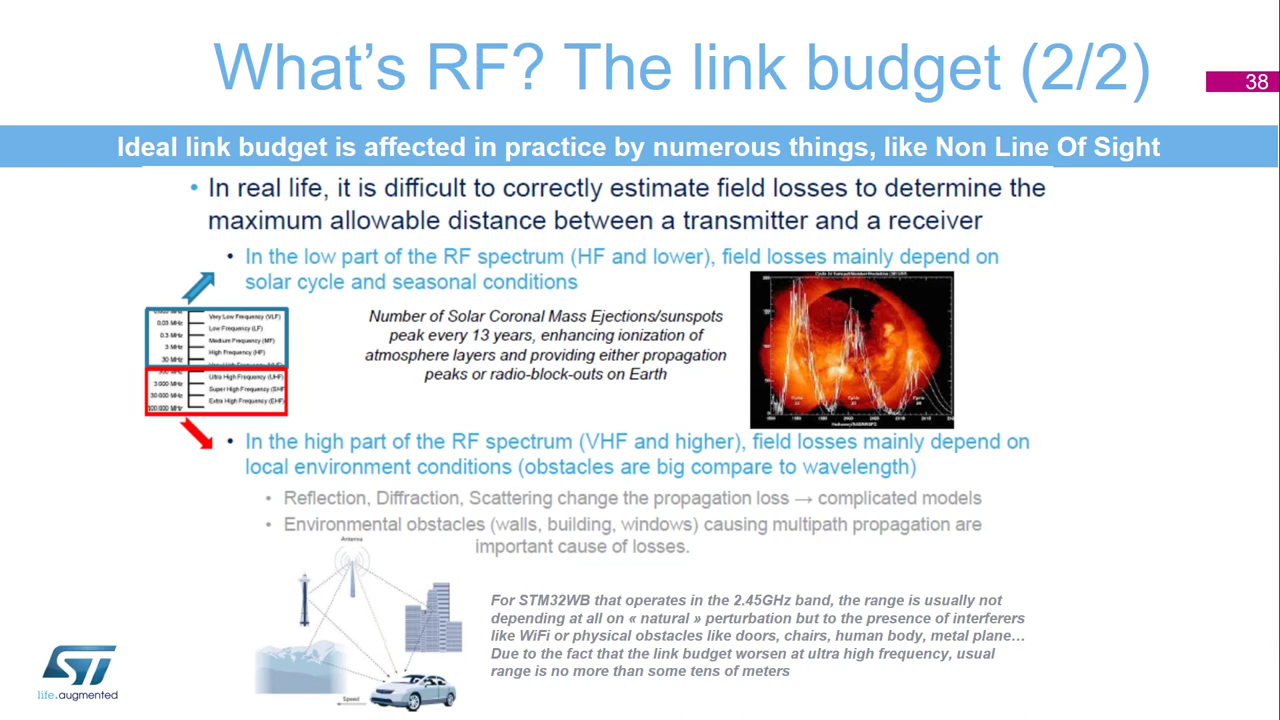 What's RF? The link budget (2/2)
38
Ideal link budget is affected in practice by numerous things, like Non Line Of Sight
• In real life, it is difficult to correctly estimate field losses to determine the
maximum allowable distance between a transmitter and a receiver
• In the low part of the RF spectrum (HF and lower), field losses mainly depend on
solar cycle and seasonal conditions
Very Low Frequency (VLF)
0.03 MHz
Low Frequency (LF)
0.3 MHz
Medium Frequency (MF)
3 MHz
High Frequency (HF)
30 MHz
Ultra High Frequency (UHF)
3 000 MHz
Super High Frequency (SHF
30 000 MHz
Extra High Frequency (EHF)
Number of Solar Coronal Mass Ejections/sunspots
peak every 13 years, enhancing ionization of
atmosphere layers and providing either propagation
peaks or radio-block-outs on Earth
• In the high part of the RF spectrum (VHF and higher), field losses mainly depend on
local environment conditions (obstacles are big compare to wavelength)
• Reflection, Diffraction, Scattering change the propagation loss → complicated models
• Environmental obstacles (walls, building, windows) causing multipath propagation are
important cause of losses.
Antenna
Speed
For STM32WB that operates in the 2.45GHz band, the range is usually not
depending at all on « natural » perturbation but to the presence of interferers
like WiFi or physical obstacles like doors, chairs, human body, metal plane…
Due to the fact that the link budget worsen at ultra high frequency, usual
range is no more than some tens of meters
ST
life.augmented